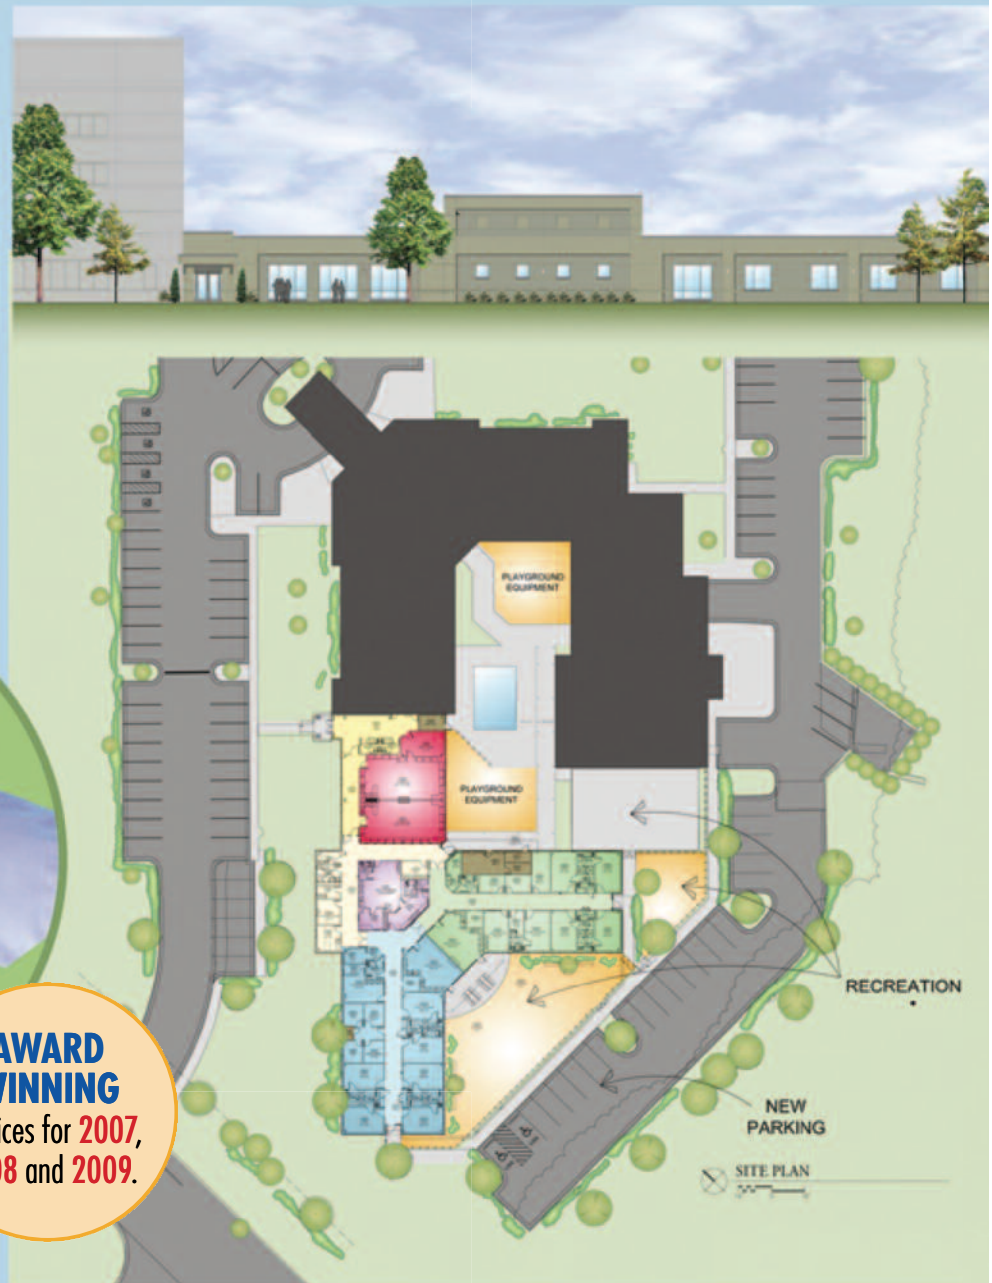 PLAYGROUND
EQUIPMENT
PLAYGROUND
EQUIPMENT
RECREATION
NEW
PARKING
SITE PLAN
AWARD
WINNING
ices for 2007,
08 and 2009.